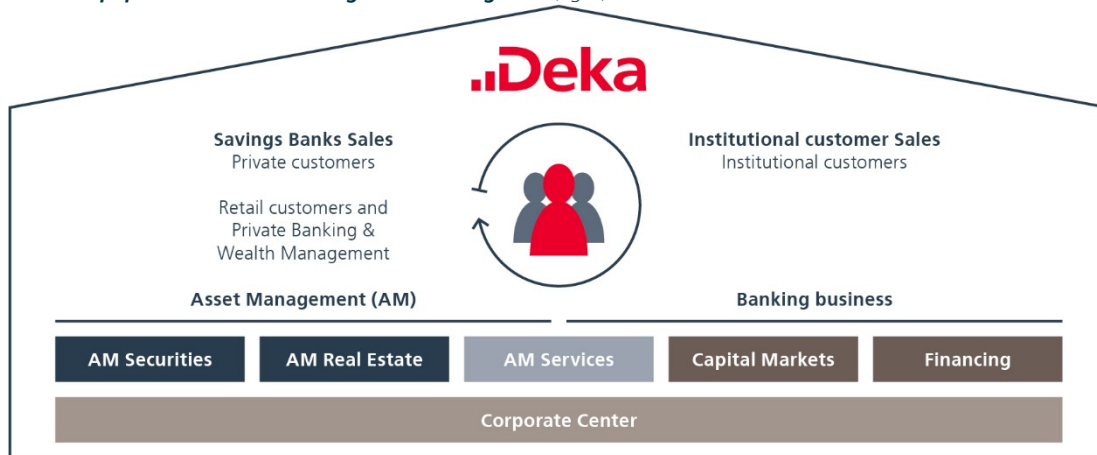 Deka
Savings Banks Sales
Private customers
Retail customers and
Private Banking &
Wealth Management
Institutional customer Sales
Institutional customers
Asset Management (AM)
Banking business
AM Securities
AM Real Estate
AM Services
Capital Markets
Financing
Corporate Center